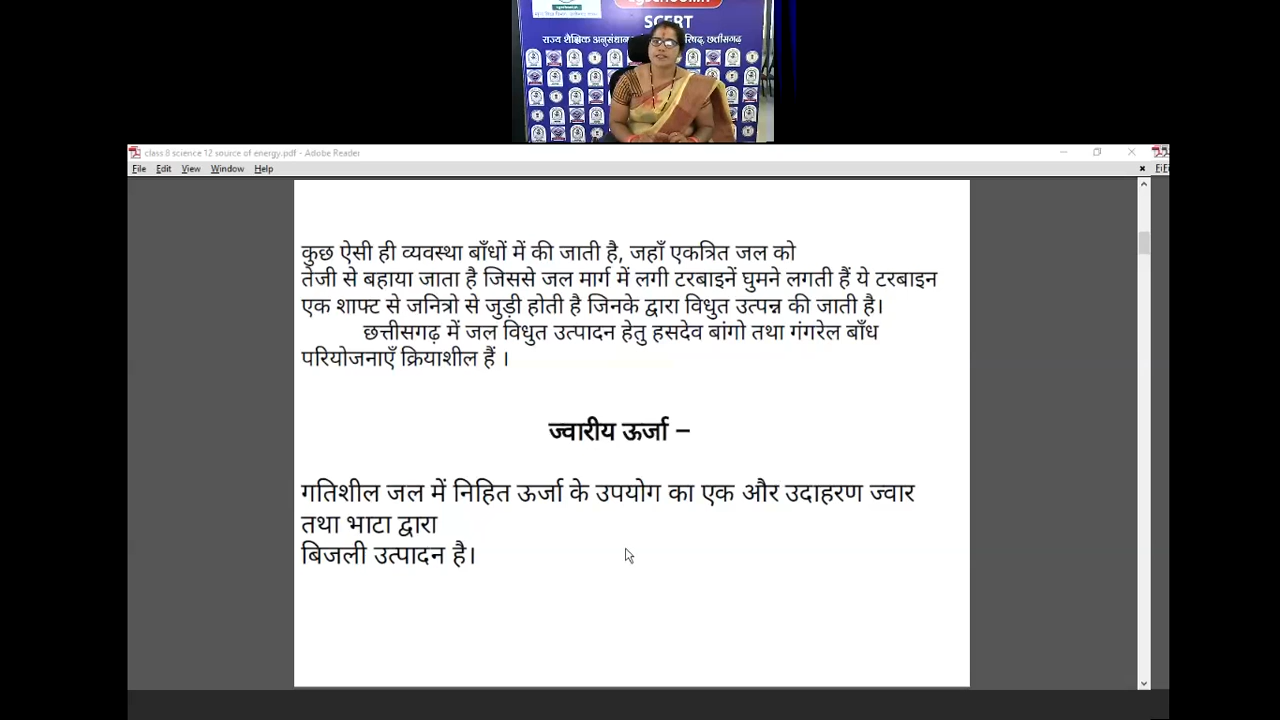 SCERT
राज्य शैक्षिक अनुसंधान
रिषद्, छत्तीसगढ़
class 8 science 12 source of energy.pdf - Adobe Reader
File Edit View Window Help
कुछ ऐसी ही व्यवस्था बाँधों में की जाती है, जहाँ एकत्रित जल को
तेजी से बहाया जाता है जिससे जल मार्ग में लगी टरबाइनें घुमने लगती हैं ये टरबाइन
एक शाफ्ट से जनित्रो से जुड़ी होती है जिनके द्वारा विधुत उत्पन्न की जाती है।
छत्तीसगढ़ में जल विधुत उत्पादन हेतु हसदेव बांगो तथा गंगरेल बाँध
परियोजनाएँ क्रियाशील हैं ।
ज्वारीय ऊर्जा –
गतिशील जल में निहित ऊर्जा के उपयोग का एक और उदाहरण ज्वार
तथा भाटा द्वारा
बिजली उत्पादन है।